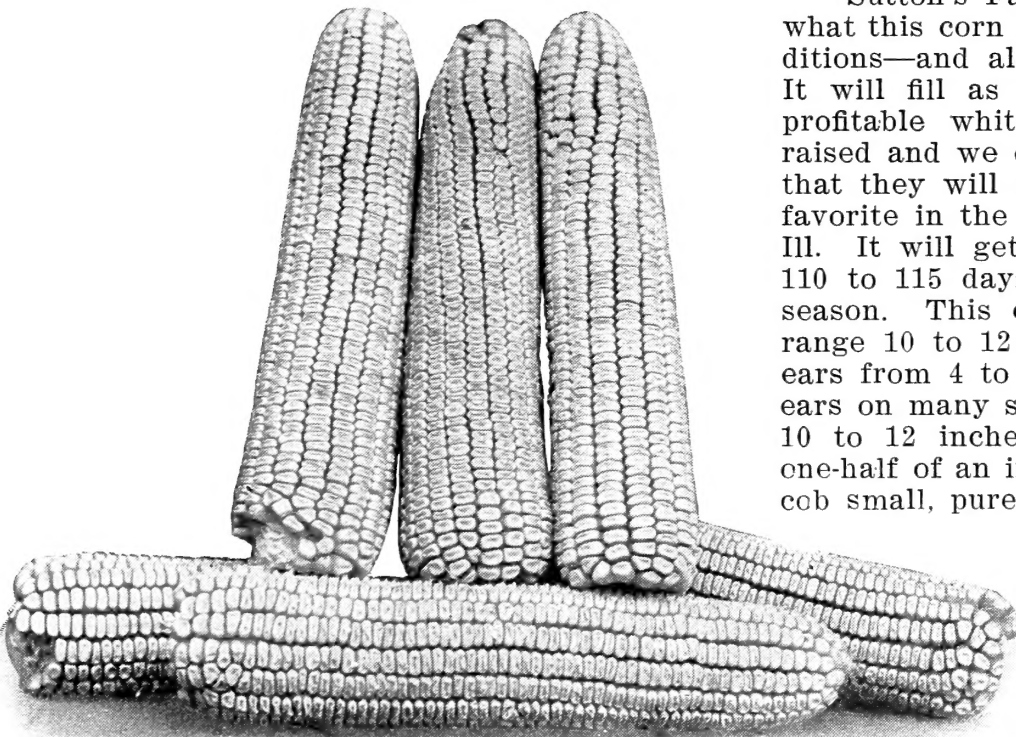 what this corn
ditions—and al
It will fill as
profitable whit
raised and we
that they will
favorite in the
Ill. It will get
110 to 115 day
season. This
range 10 to 12
ears from 4 to
ears on many s
10 to 12 inche
one-half of an i
cob small, pure